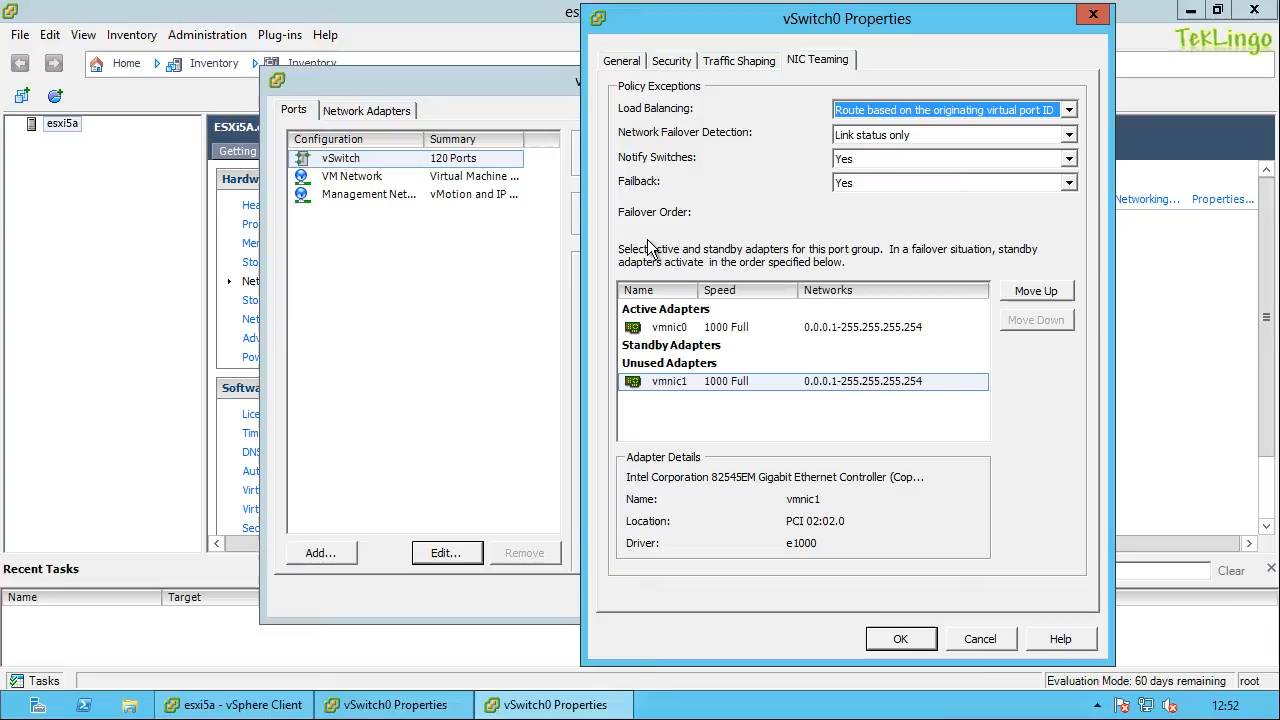 es
vSwitch0 Properties
TekLingo
File Edit View Inventory Administration Plug-ins Help
Home Inventory Inventory
v
esxi5a
Ports Network Adapters
Configuration Summary
vSwitch 120 Ports
VM Network Virtual Machine ...
Management Net... vMotion and IP ...
Add... Edit... Remove
ESXi5A.
Getting
Hardw
Hea
Pro
Mer
Sto
Net
Sto
Net
Adv
Pow
Softwa
Lice
Tim
DNS
Aut
Virt
Virt
Sec
Networking... Properties...
General Security Traffic Shaping NIC Teaming
Policy Exceptions
Load Balancing: Route based on the originating virtual port ID
Network Failover Detection: Link status only
Notify Switches: Yes
Failback: Yes
Failover Order:
Select active and standby adapters for this port group. In a failover situation, standby
adapters activate in the order specified below.
Name Speed Networks
Active Adapters
vmnic0 1000 Full 0.0.0.1-255.255.255.254
Standby Adapters
Unused Adapters
vmnic1 1000 Full 0.0.0.1-255.255.255.254
Move Up
Move Down
Adapter Details
Intel Corporation 82545EM Gigabit Ethernet Controller (Cop...
Name: vmnic1
Location: PCI 02:02.0
Driver: e1000
OK Cancel Help
Recent Tasks
Clear
Name Target
Tasks
Evaluation Mode: 60 days remaining root
esxi5a - vSphere Client vSwitch0 Properties vSwitch0 Properties 12:52